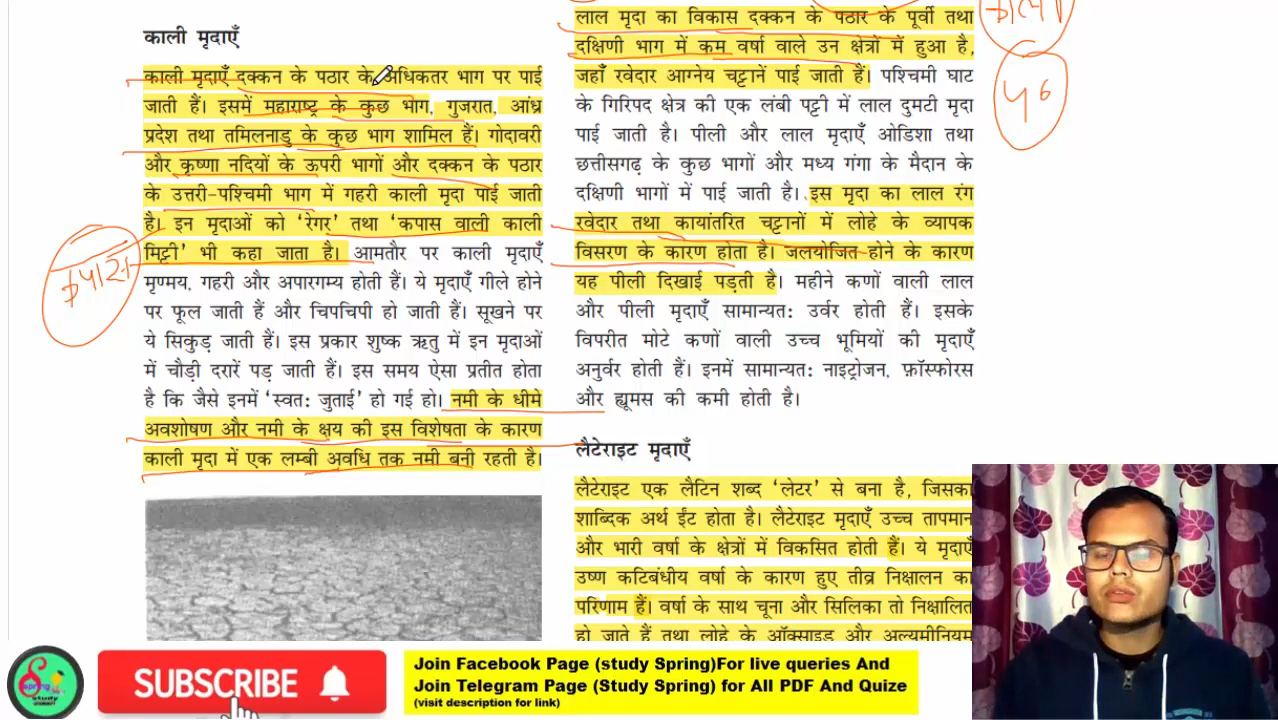 काली मृदाएँ
काली मृदाएँ दक्कन के पठार के अधिकतर भाग पर पाई
जाती हैं। इसमें महाराष्ट्र के कुछ भाग, गुजरात, आंध्र
प्रदेश तथा तमिलनाडु के कुछ भाग शामिल हैं। गोदावरी
और कृष्णा नदियों के ऊपरी भागों और दक्कन के पठार
के उत्तरी-पश्चिमी भाग में गहरी काली मृदा पाई जाती
है। इन मृदाओं को ‘रेगर’ तथा ‘कपास वाली काली
मिट्टी’ भी कहा जाता है। आमतौर पर काली मृदाएँ
मृण्मय, गहरी और अपारगम्य होती हैं। ये मृदाएँ गीले होने
पर फूल जाती हैं और चिपचिपी हो जाती हैं। सूखने पर
ये सिकुड़ जाती हैं। इस प्रकार शुष्क ऋतु में इन मृदाओं
में चौड़ी दरारें पड़ जाती हैं। इस समय ऐसा प्रतीत होता
है कि जैसे इनमें ‘स्वतः जुताई’ हो गई हो। नमी के धीमे
अवशोषण और नमी के क्षय की इस विशेषता के कारण
काली मृदा में एक लम्बी अवधि तक नमी बनी रहती है।
कपास
लाल मृदा का विकास दक्कन के पठार के पूर्वी तथा
दक्षिणी भाग में कम वर्षा वाले उन क्षेत्रों में हुआ है,
जहाँ रवेदार आग्नेय चट्टानें पाई जाती हैं। पश्चिमी घाट
के गिरिपद क्षेत्र की एक लंबी पट्टी में लाल दुमटी मृदा
पाई जाती है। पीली और लाल मृदाएँ ओडिशा तथा
छत्तीसगढ़ के कुछ भागों और मध्य गंगा के मैदान के
दक्षिणी भागों में पाई जाती है। इस मृदा का लाल रंग
रवेदार तथा कायांतरित चट्टानों में लोहे के व्यापक
विसरण के कारण होता है। जलयोजित होने के कारण
यह पीली दिखाई पड़ती है। महीने कणों वाली लाल
और पीली मृदाएँ सामान्यतः उर्वर होती हैं। इसके
विपरीत मोटे कणों वाली उच्च भूमियों की मृदाएँ
अनुर्वर होती हैं। इनमें सामान्यतः नाइट्रोजन, फ़ॉस्फोरस
और ह्यूमस की कमी होती है।
लैटेराइट मृदाएँ
लैटेराइट एक लैटिन शब्द ‘लेटर’ से बना है, जिसका
शाब्दिक अर्थ ईंट होता है। लैटेराइट मृदाएँ उच्च तापमान
और भारी वर्षा के क्षेत्रों में विकसित होती हैं। ये मृदाएँ
उष्ण कटिबंधीय वर्षा के कारण हुए तीव्र निक्षालन का
परिणाम हैं। वर्षा के साथ चूना और सिलिका तो निक्षालित
हो जाते हैं तथा लोहे के ऑक्साइड और अल्यूमीनियम
SUBSCRIBE
Join Facebook Page (study Spring)For live queries And
Join Telegram Page (Study Spring) for All PDF And Quize
(visit description for link)